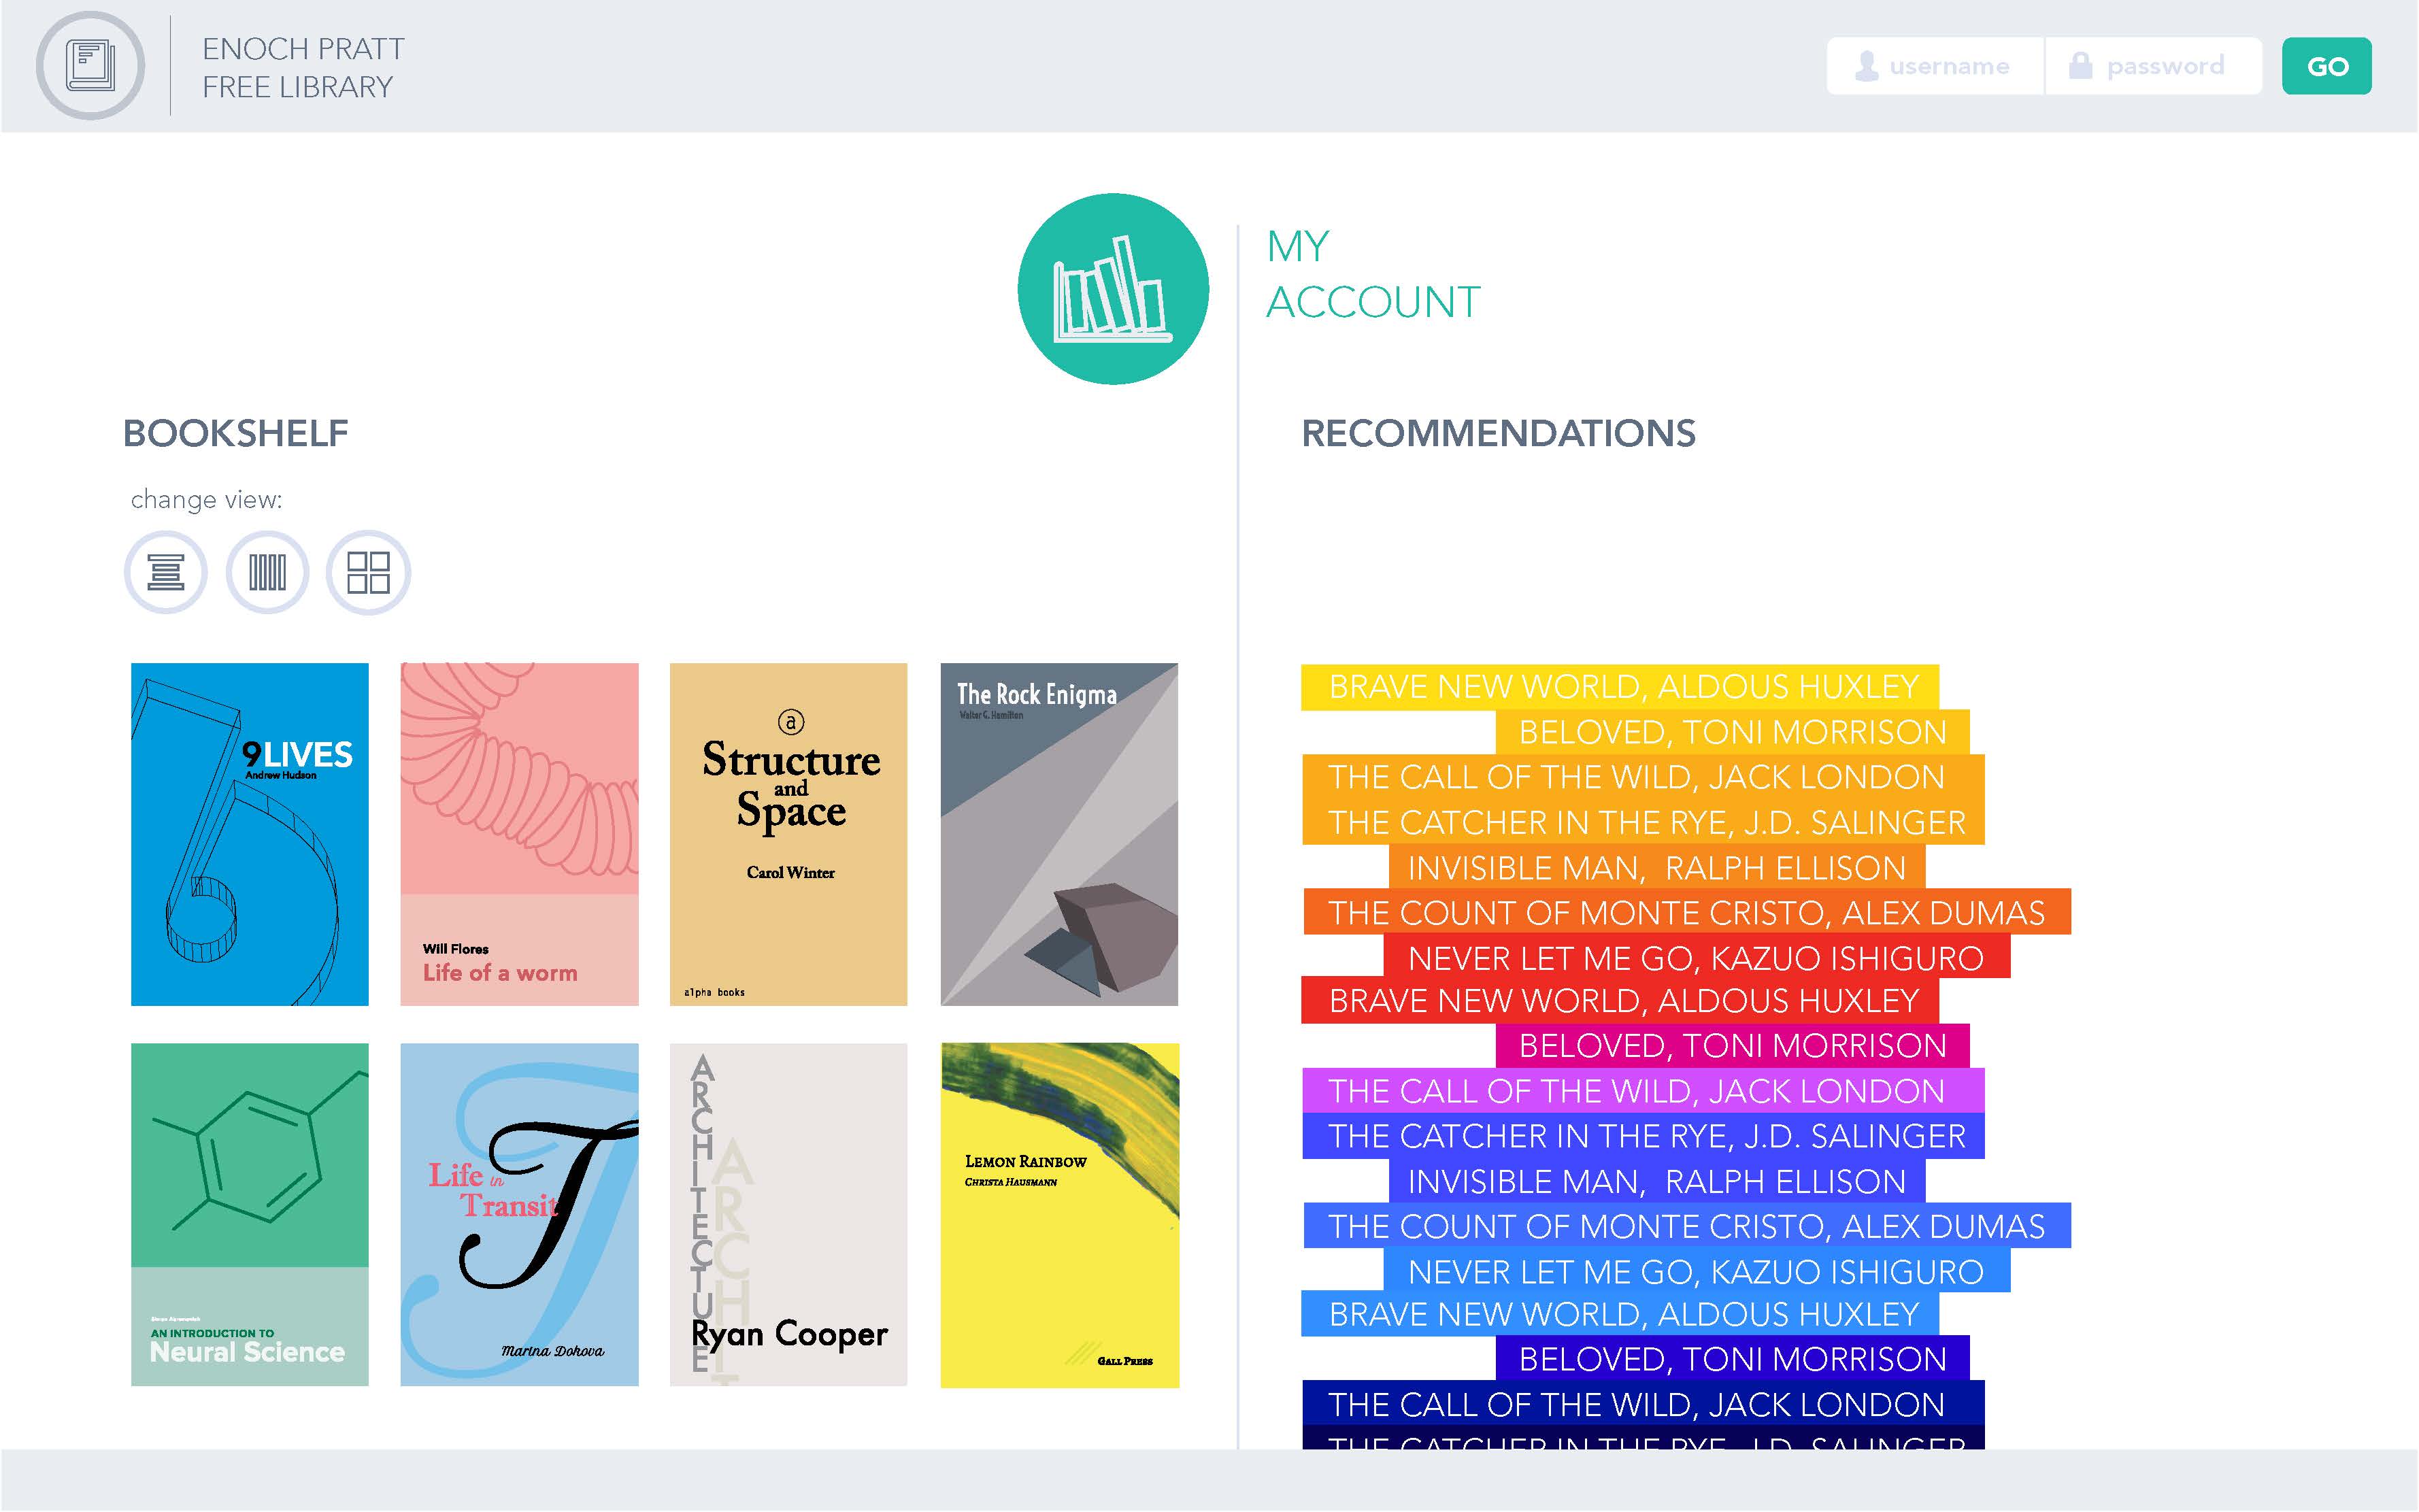 ENOCH PRATT
FREE LIBRARY
username
password
GO
MY
ACCOUNT
BOOKSHELF
change view:
9LIVES
Andrew Hudson
Will Flores
Life of a worm
a
Structure
and
Space
Carol Winter
alpha books
The Rock Enigma
Walter G. Hamilton
AN INTRODUCTION TO
Neural Science
Life in
Transit
T
Marina Dokova
ARCHITECTURE
ARCHIT
Ryan Cooper
LEMON RAINBOW
CHRISTA HAUSMANN
GALL PRESS
RECOMMENDATIONS
BRAVE NEW WORLD, ALDOUS HUXLEY
BELOVED, TONI MORRISON
THE CALL OF THE WILD, JACK LONDON
THE CATCHER IN THE RYE, J.D. SALINGER
INVISIBLE MAN, RALPH ELLISON
THE COUNT OF MONTE CRISTO, ALEX DUMAS
NEVER LET ME GO, KAZUO ISHIGURO
BRAVE NEW WORLD, ALDOUS HUXLEY
BELOVED, TONI MORRISON
THE CALL OF THE WILD, JACK LONDON
THE CATCHER IN THE RYE, J.D. SALINGER
INVISIBLE MAN, RALPH ELLISON
THE COUNT OF MONTE CRISTO, ALEX DUMAS
NEVER LET ME GO, KAZUO ISHIGURO
BRAVE NEW WORLD, ALDOUS HUXLEY
BELOVED, TONI MORRISON
THE CALL OF THE WILD, JACK LONDON
THE CATCHER IN THE RYE, J.D. SALINGER